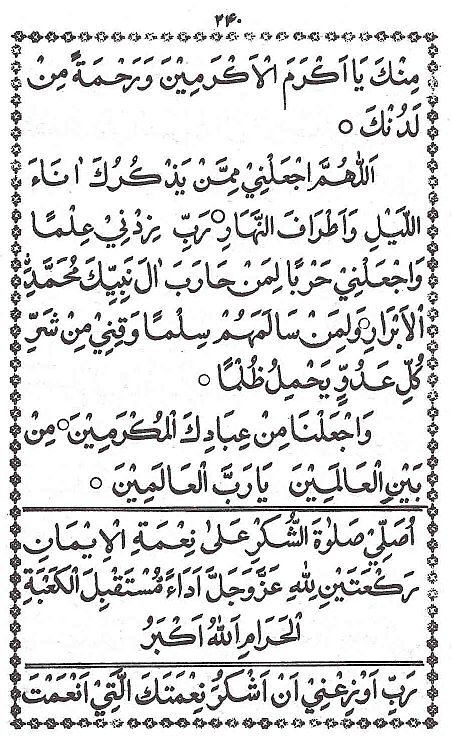 ٢٤٠
مِنْكَ يَا اَكْرَمَ الْاَكْرَمِيْنَ وَرَحْمَةً مِنْ
لَدُنْكَ ○
اَللّٰهُمَّ اجْعَلْنِيْ مِمَّنْ يَذْكُرُكَ اٰنَاءَ
اللَّيْلِ وَاَطْرَافَ النَّهَارِ ○ رَبِّ زِدْنِيْ عِلْمًا
وَاجْعَلْنِيْ حَرْبًا لِمَنْ حَارَبَ اٰلَ نَبِيِّكَ مُحَمَّدٍ
الْاَبْرَارِ ○ وَلِمَنْ سَالَمَهُمْ سِلْمًا وَقِنِيْ مِنْ شَرِّ
كُلِّ عَدُوٍّ يَحْمِلُ ظُلْمًا ○
وَاجْعَلْنَا مِنْ عِبَادِكَ الْمُكْرَمِيْنَ ○ مِنْ
بَيْنِ الْعَالَمِيْنَ يَا رَبَّ الْعَالَمِيْنَ ○
اُصَلِّيْ صَلٰوةَ الشُّكْرِ عَلٰى نِعْمَةِ الْاِيْمَانِ
رَكْعَتَيْنِ لِلّٰهِ عَزَّ وَجَلَّ اَدَاءً مُسْتَقْبِلَ الْكَعْبَةِ
الْحَرَامِ اَللّٰهُ اَكْبَرُ
رَبِّ اَوْزِعْنِيْ اَنْ اَشْكُرَ نِعْمَتَكَ الَّتِيْ اَنْعَمْتَ